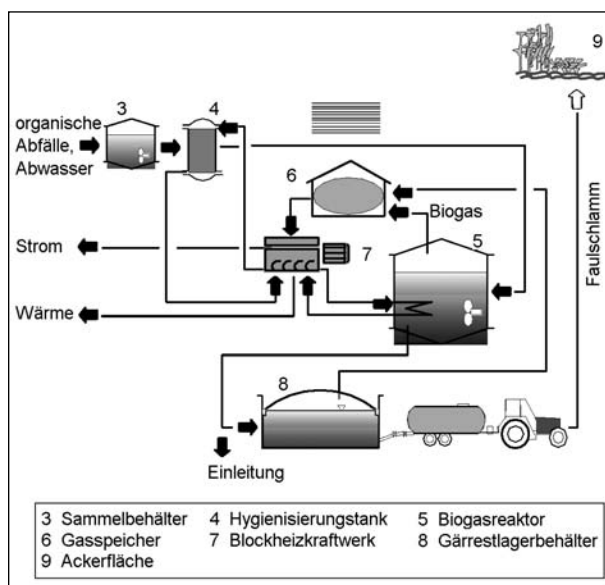 9
3
4
organische
Abfälle,
Abwasser
6
Biogas
5
Strom
7
Faulschlamm
Wärme
8
Einleitung
3 Sammelbehälter 4 Hygienisierungstank 5 Biogasreaktor
6 Gasspeicher 7 Blockheizkraftwerk 8 Gärrestlagerbehälter
9 Ackerfläche